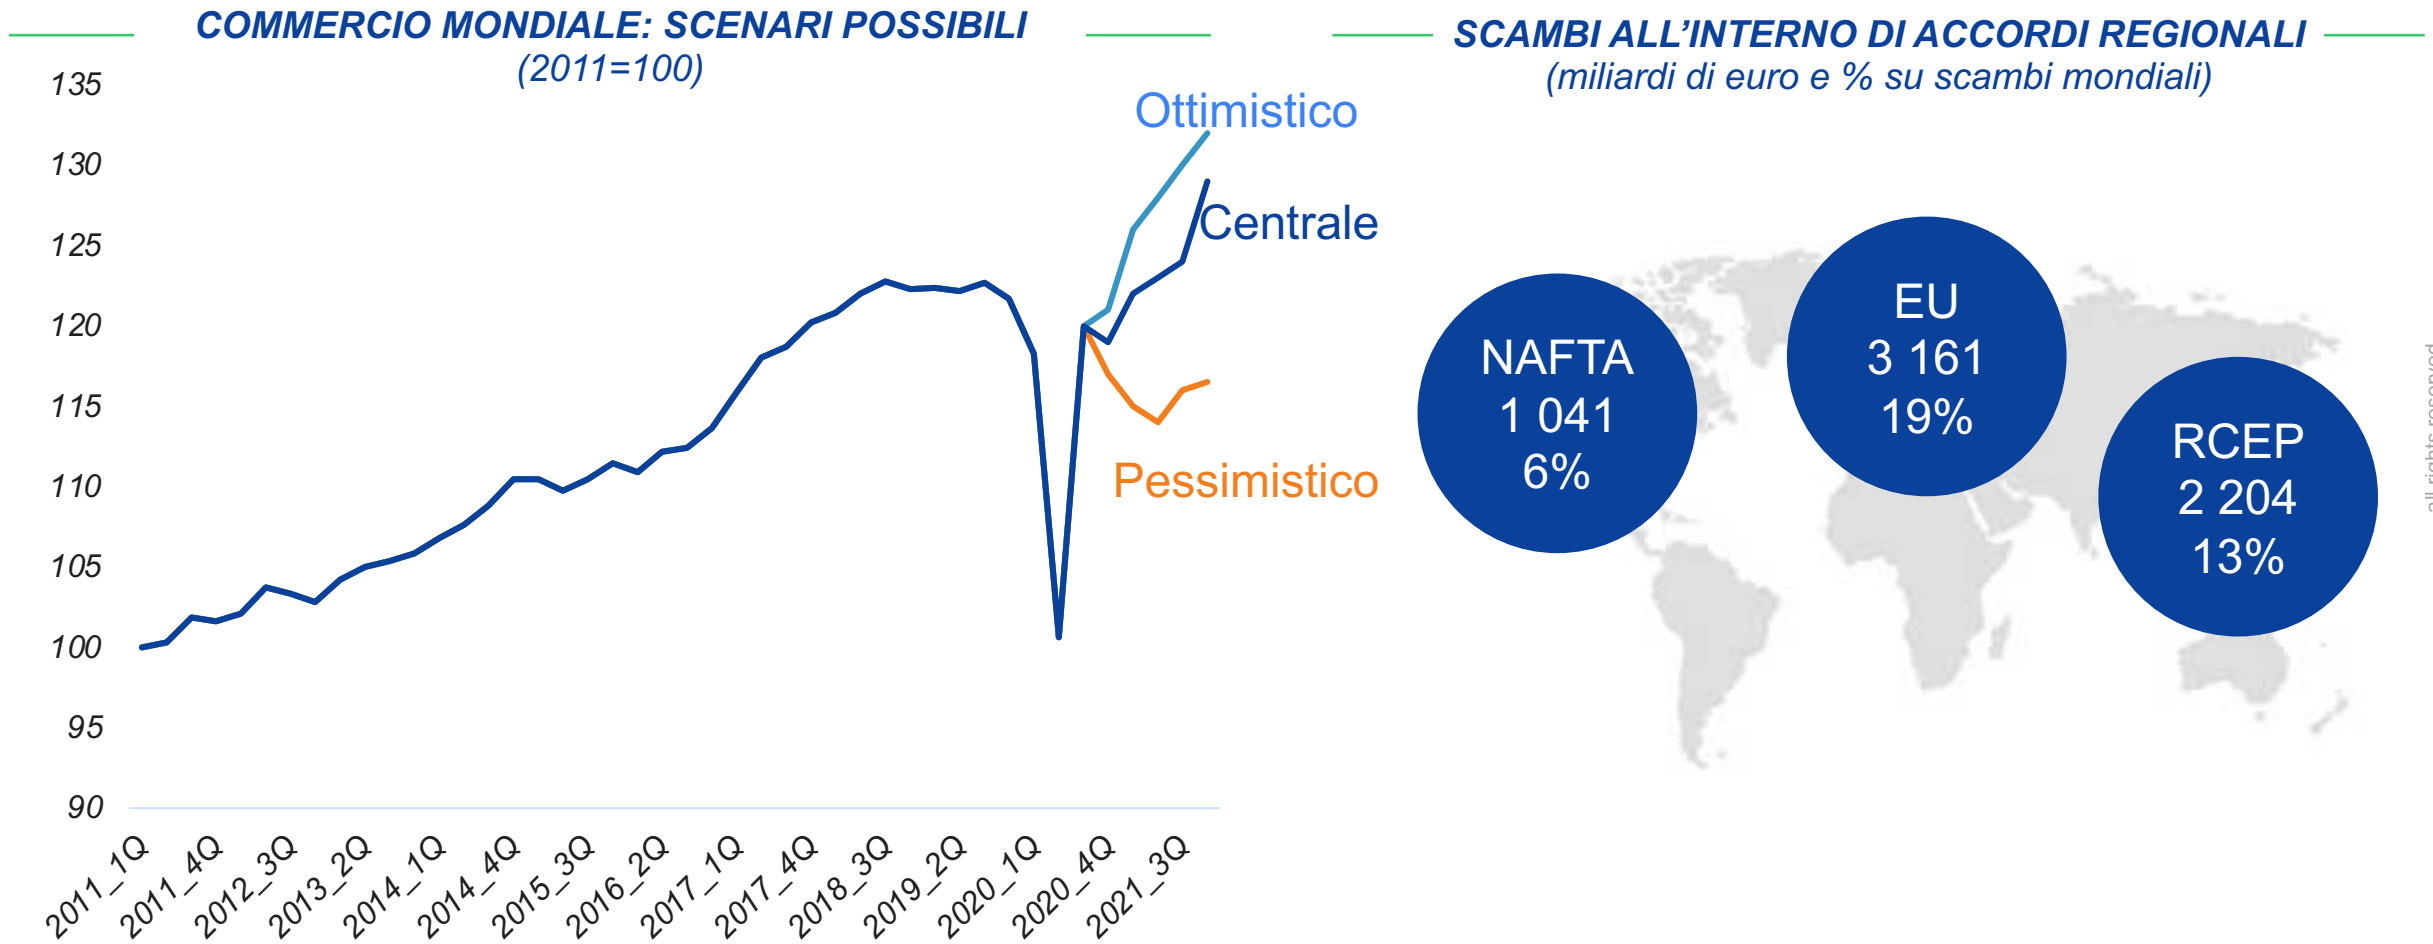 COMMERCIO MONDIALE: SCENARI POSSIBILI
(2011=100)
135
130
125
120
115
110
105
100
95
90
Ottimistico
Centrale
Pessimistico
2011_1Q
2011_4Q
2012_3Q
2013_2Q
2014_1Q
2014_4Q
2015_3Q
2016_2Q
2017_1Q
2017_4Q
2018_3Q
2019_2Q
2020_1Q
2020_4Q
2021_3Q
SCAMBI ALL’INTERNO DI ACCORDI REGIONALI
(miliardi di euro e % su scambi mondiali)
NAFTA
1 041
6%
EU
3 161
19%
RCEP
2 204
13%
all rights reserved